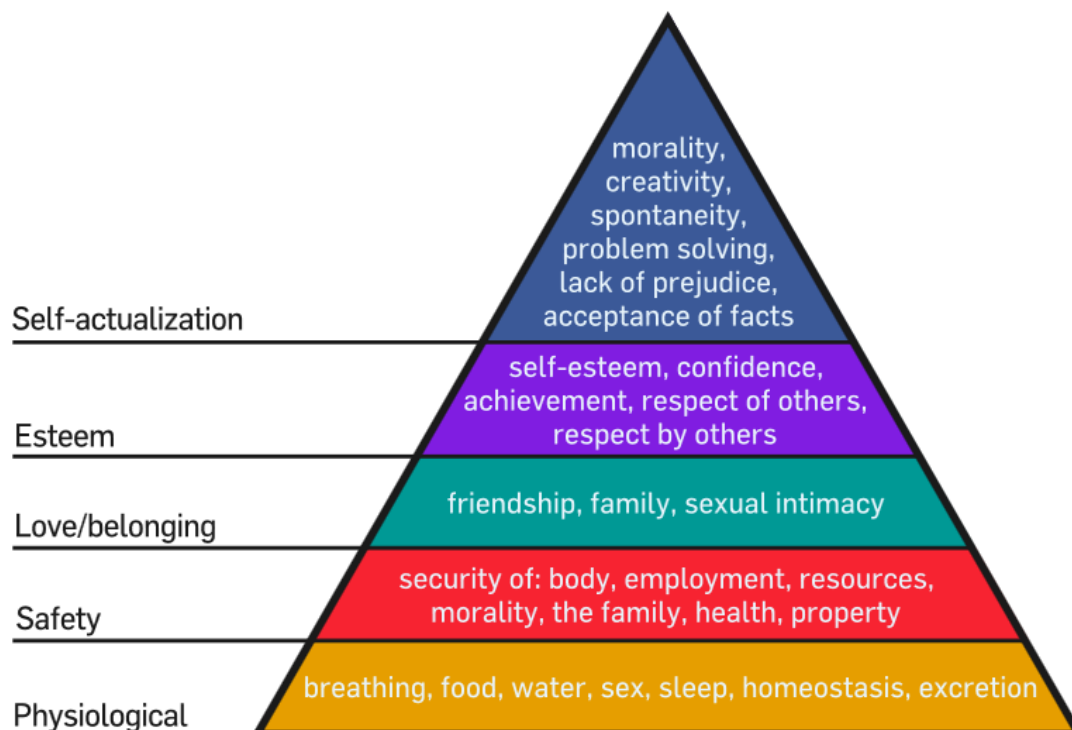 morality,
creativity,
spontaneity,
problem solving,
lack of prejudice,
acceptance of facts
Self-actualization
self-esteem, confidence,
achievement, respect of others,
respect by others
Esteem
friendship, family, sexual intimacy
Love/belonging
security of: body, employment, resources,
morality, the family, health, property
Safety
breathing, food, water, sex, sleep, homeostasis, excretion
Physiological